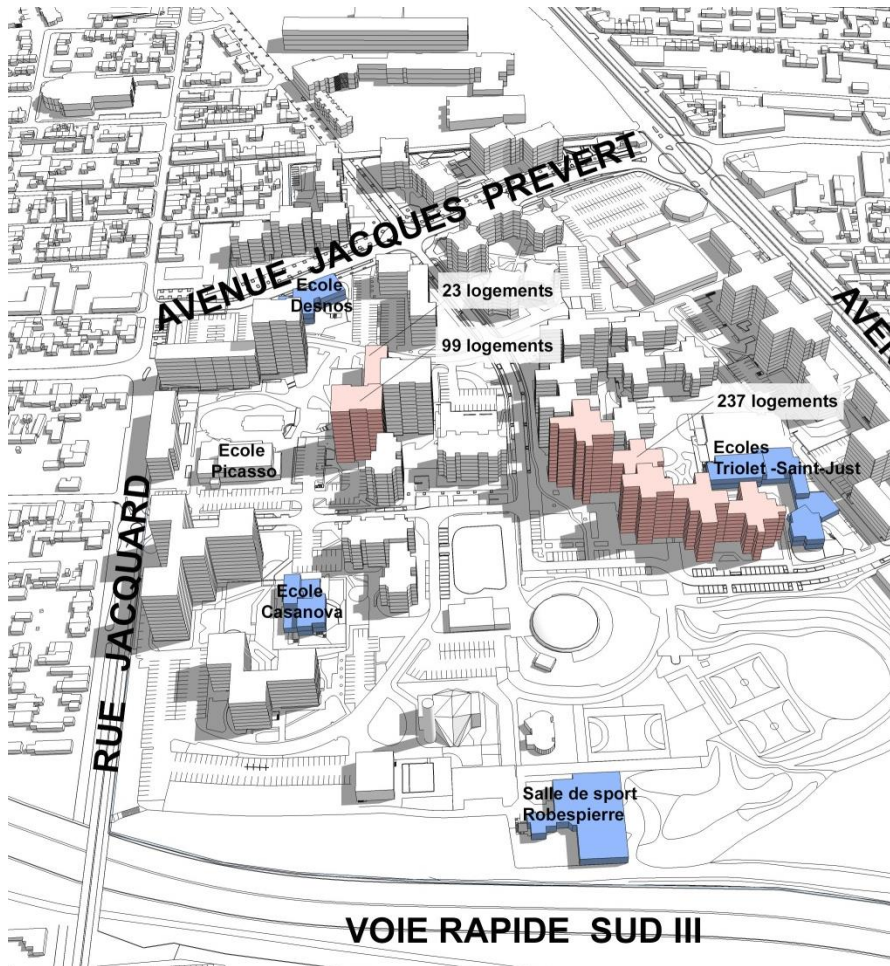 AVENUE JACQUES PREVERT
Ecole
Desnos
23 logements
99 logements
237 logements
Ecole
Picasso
Ecoles
Triolet -Saint-Just
AVEN
RUE JACQUARD
Ecole
Casanova
Salle de sport
Robespierre
VOIE RAPIDE SUD III